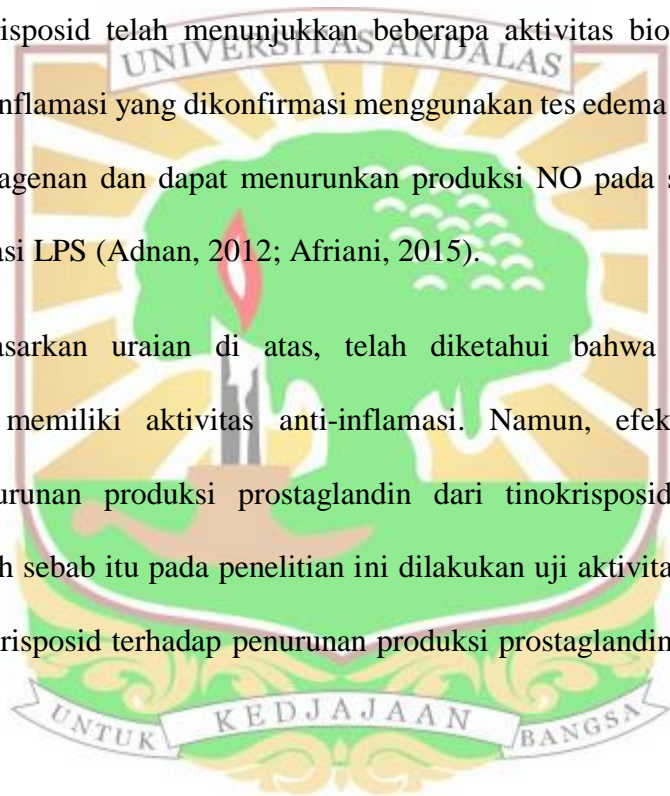 risposid telah menunjukkan beberapa aktivitas bio
UNIVERSITAS ANDALAS
nflamasi yang dikonfirmasi menggunakan tes edema
agenan dan dapat menurunkan produksi NO pada s
asi LPS (Adnan, 2012; Afriani, 2015).
asarkan uraian di atas, telah diketahui bahwa
memiliki aktivitas anti-inflamasi. Namun, efek
urunan produksi prostaglandin dari tinokrisposid
h sebab itu pada penelitian ini dilakukan uji aktivita
risposid terhadap penurunan produksi prostaglandin
UNTUK KEDJAJAAN BANGSA